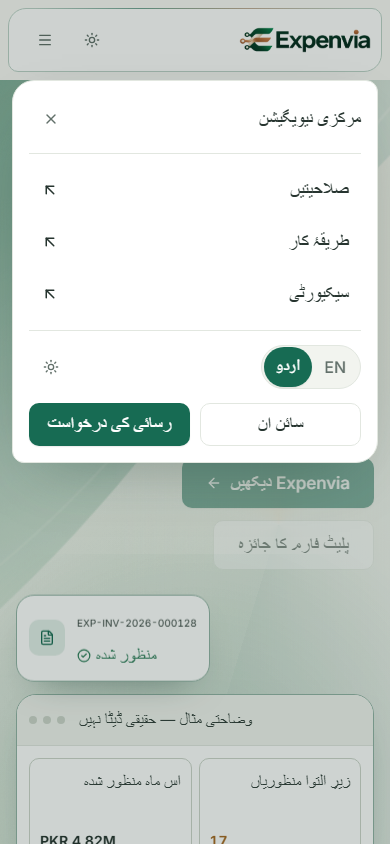 Expenvia
مرکزی نیویگیشن
صلاحیتیں
طریقۂ کار
سیکیورٹی
EN اردو
سائن ان
رسائی کی درخواست
Expenvia دیکھیں
پلیٹ فارم کا جائزہ
EXP-INV-2026-000128
منظور شدہ
وضاحتی مثال — حقیقی ڈیٹا نہیں
زیرِ التوا منظوریاں
اس ماہ منظور شدہ
17
PKR 4.82M